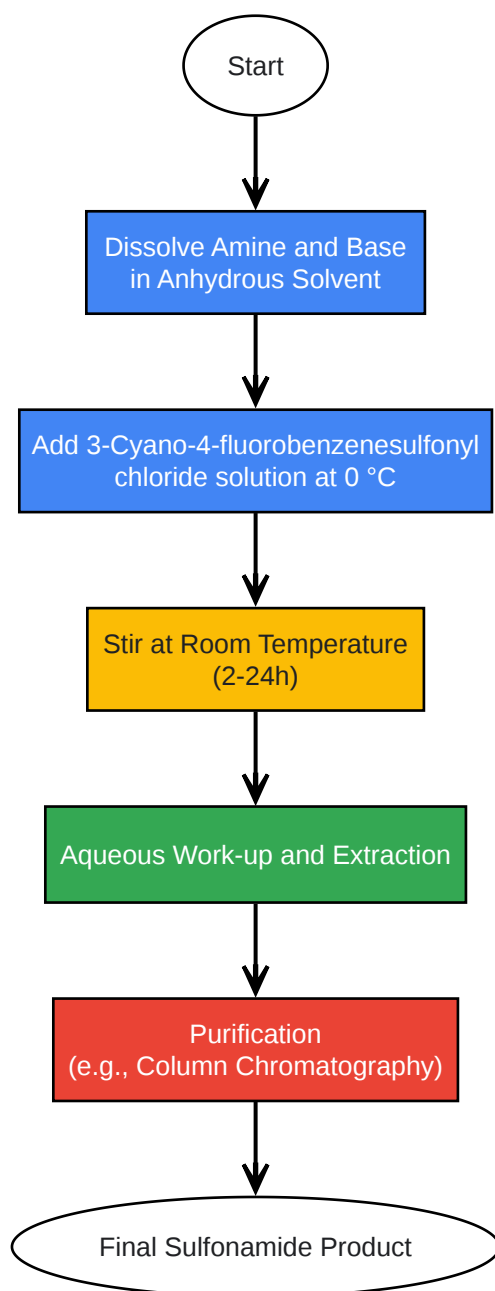 Start
Dissolve Amine and Base
in Anhydrous Solvent
Add 3-Cyano-4-fluorobenzenesulfonyl
chloride solution at 0 °C
Stir at Room Temperature
(2-24h)
Aqueous Work-up and Extraction
Purification
(e.g., Column Chromatography)
Final Sulfonamide Product